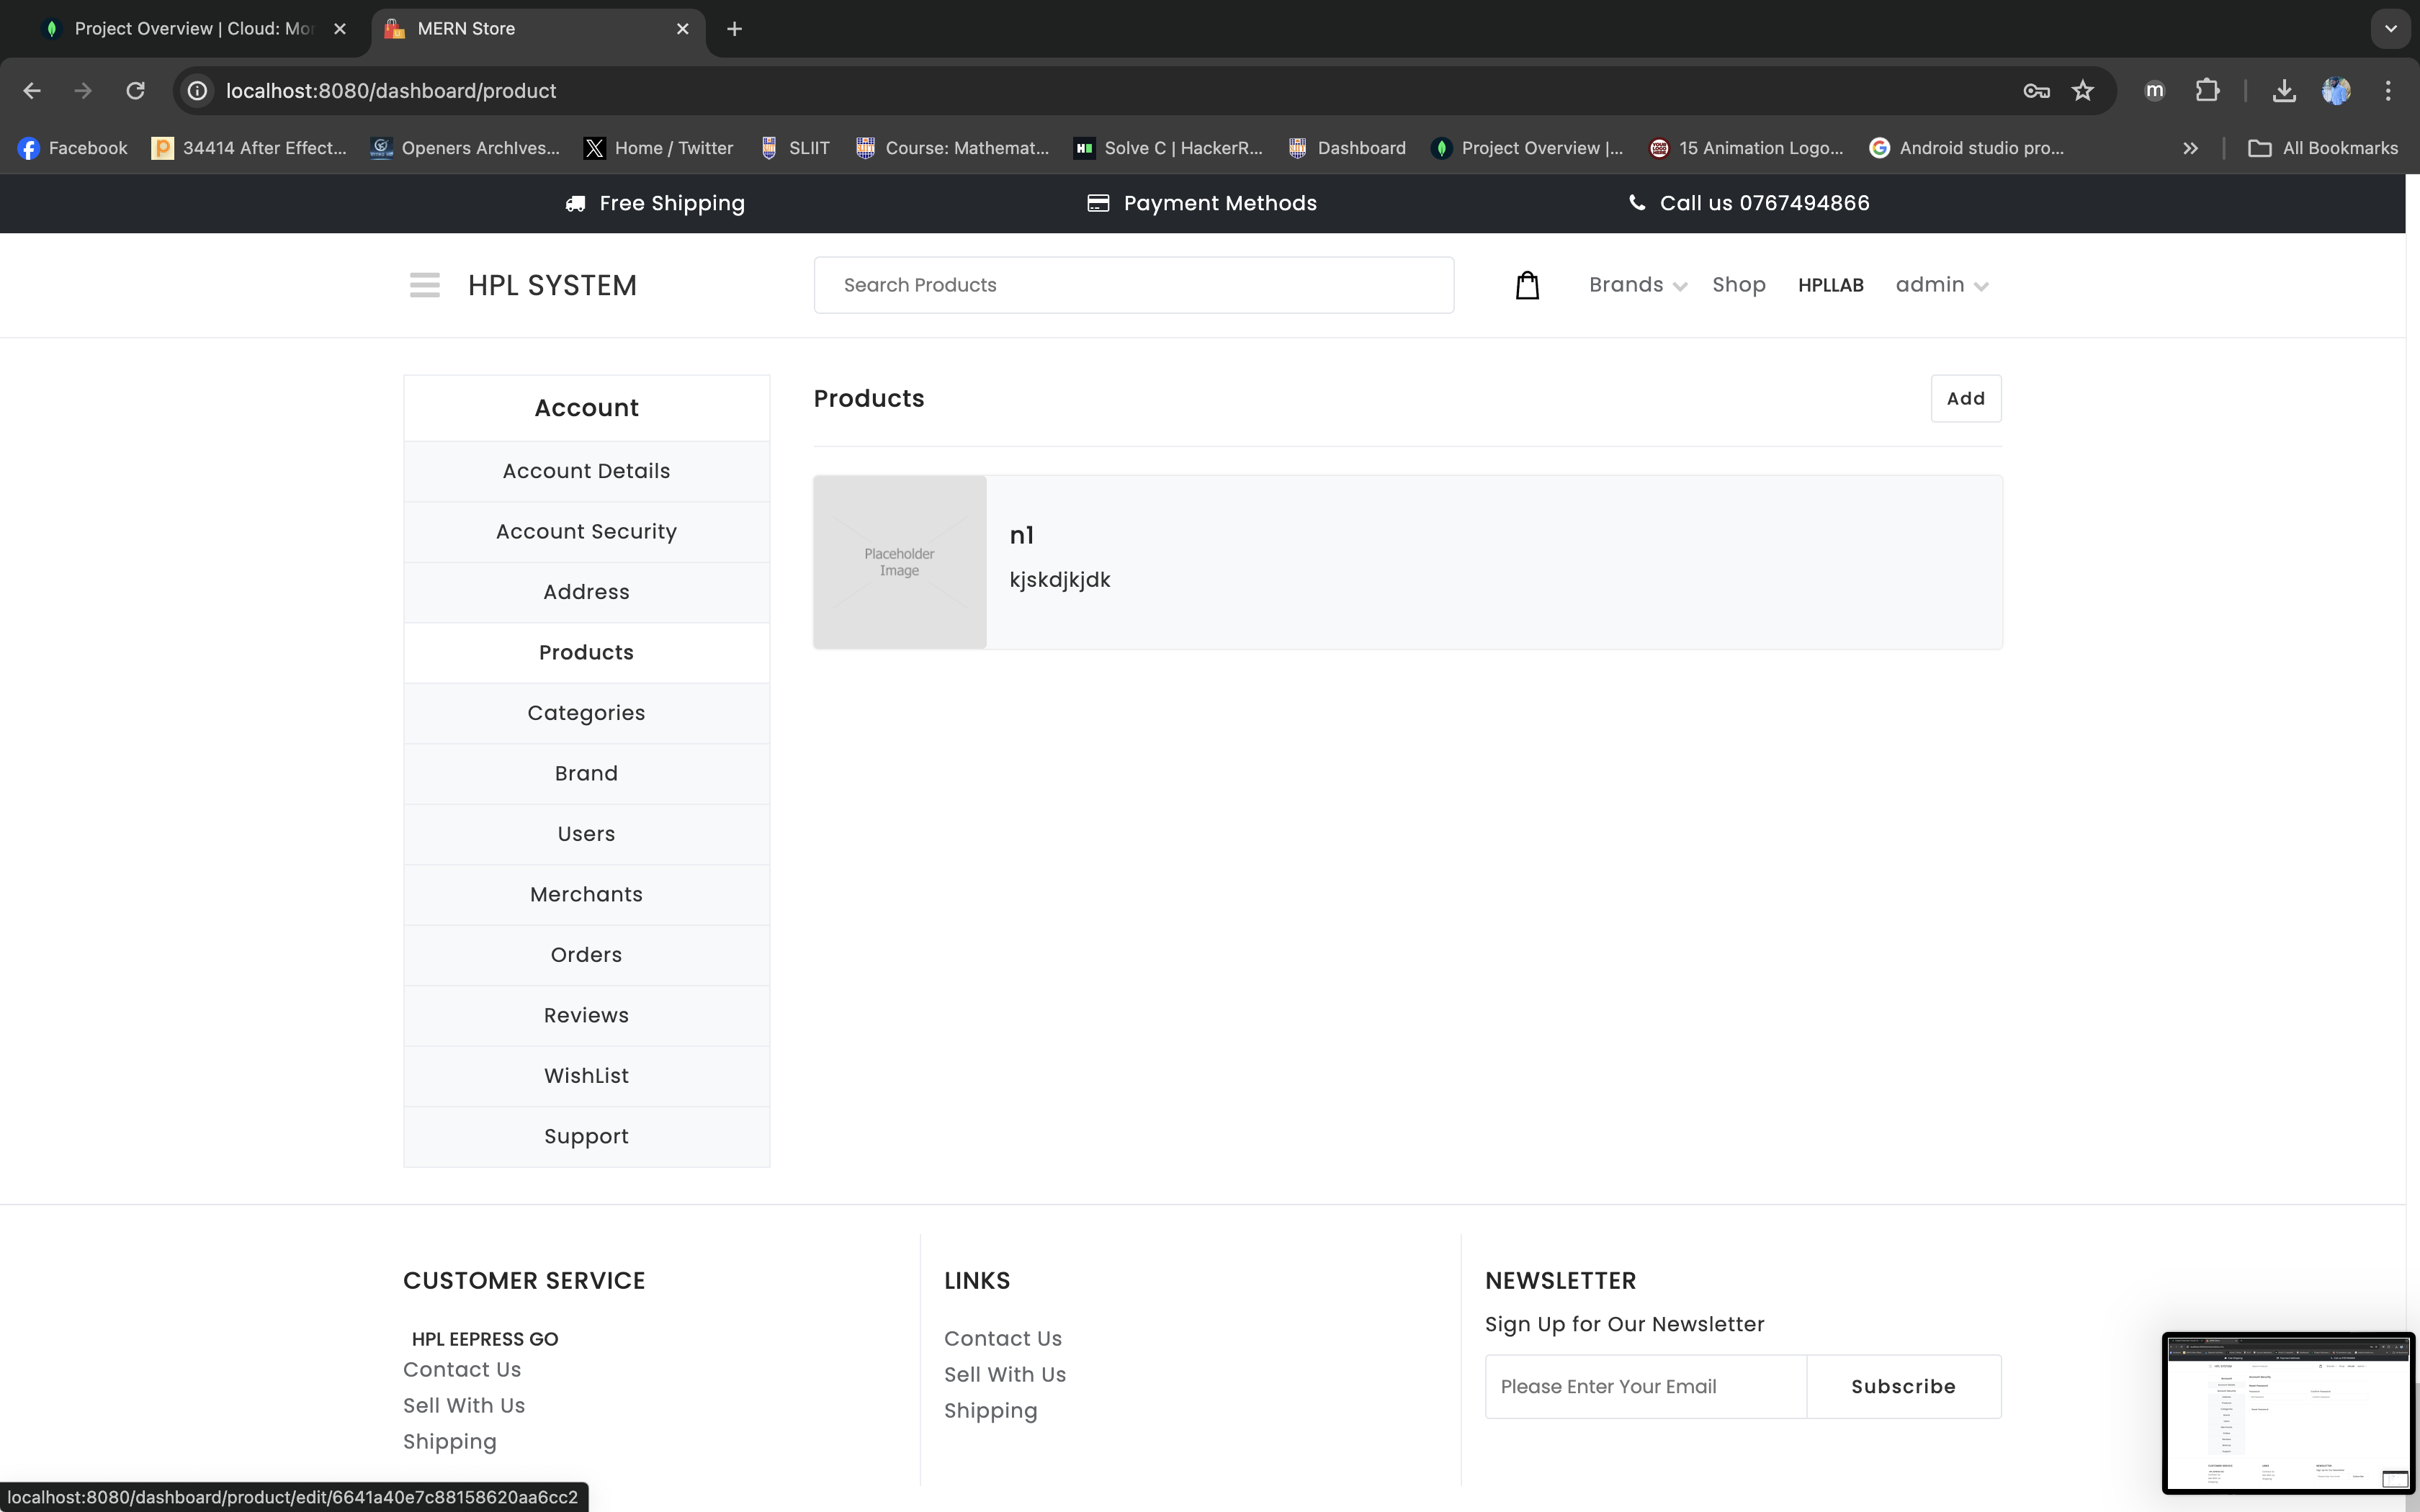 Project Overview | Cloud: Mor
MERN Store
localhost:8080/dashboard/product
m
Facebook
34414 After Effect...
Openers ArchIves...
Home / Twitter
SLIIT
Course: Mathemat...
Solve C | HackerR...
Dashboard
Project Overview |...
15 Animation Logo...
Android studio pro...
All Bookmarks
Free Shipping
Payment Methods
Call us 0767494866
HPL SYSTEM
Search Products
Brands
Shop
HPLLAB
admin
Account
Account Details
Account Security
Address
Products
Categories
Brand
Users
Merchants
Orders
Reviews
WishList
Support
Products
Add
Placeholder
Image
n1
kjskdjkjdk
CUSTOMER SERVICE
HPL EEPRESS GO
Contact Us
Sell With Us
Shipping
LINKS
Contact Us
Sell With Us
Shipping
NEWSLETTER
Sign Up for Our Newsletter
Please Enter Your Email
Subscribe
localhost:8080/dashboard/product/edit/6641a40e7c88158620aa6cc2